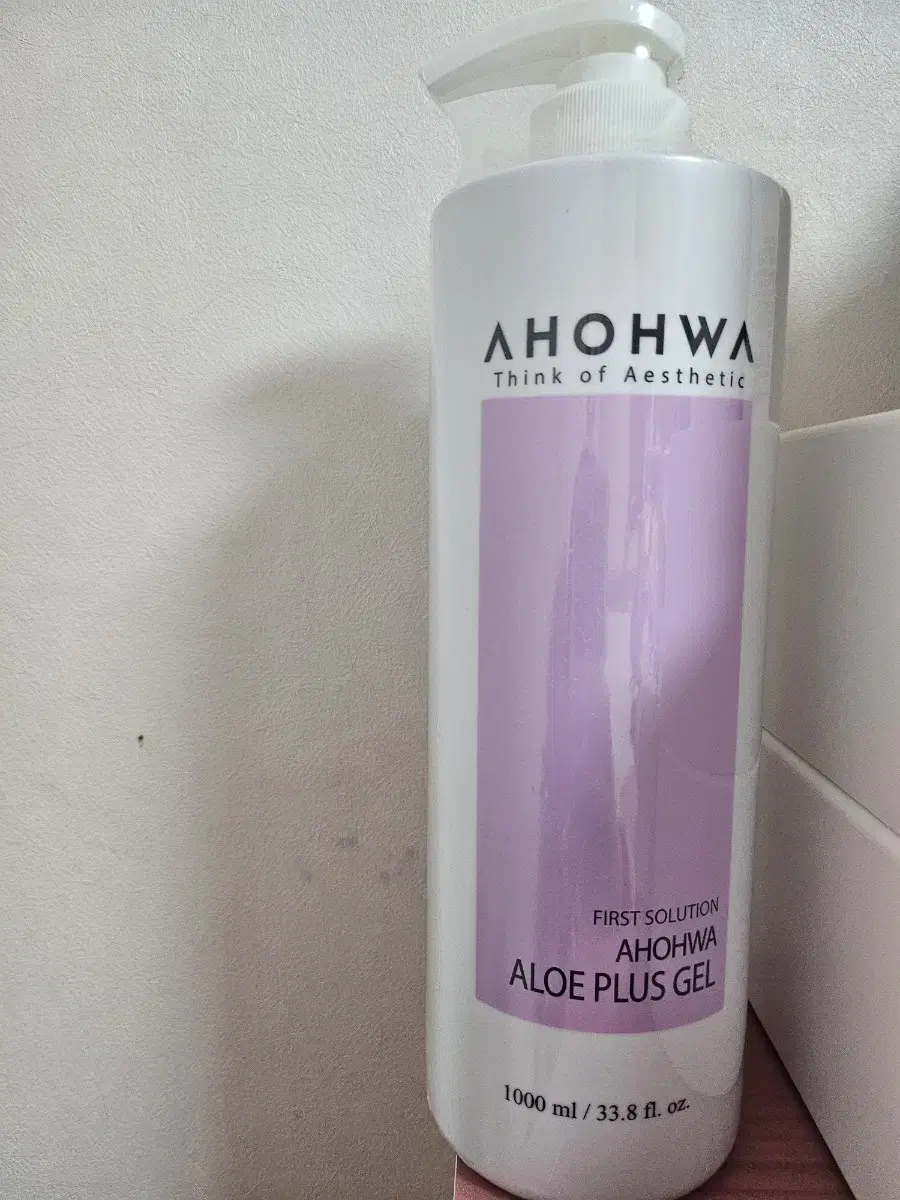 AHOHWA
Think of Aesthetic
FIRST SOLUTION
AHOHWA
ALOE PLUS GEL
1000 ml / 33.8 fl. oz.